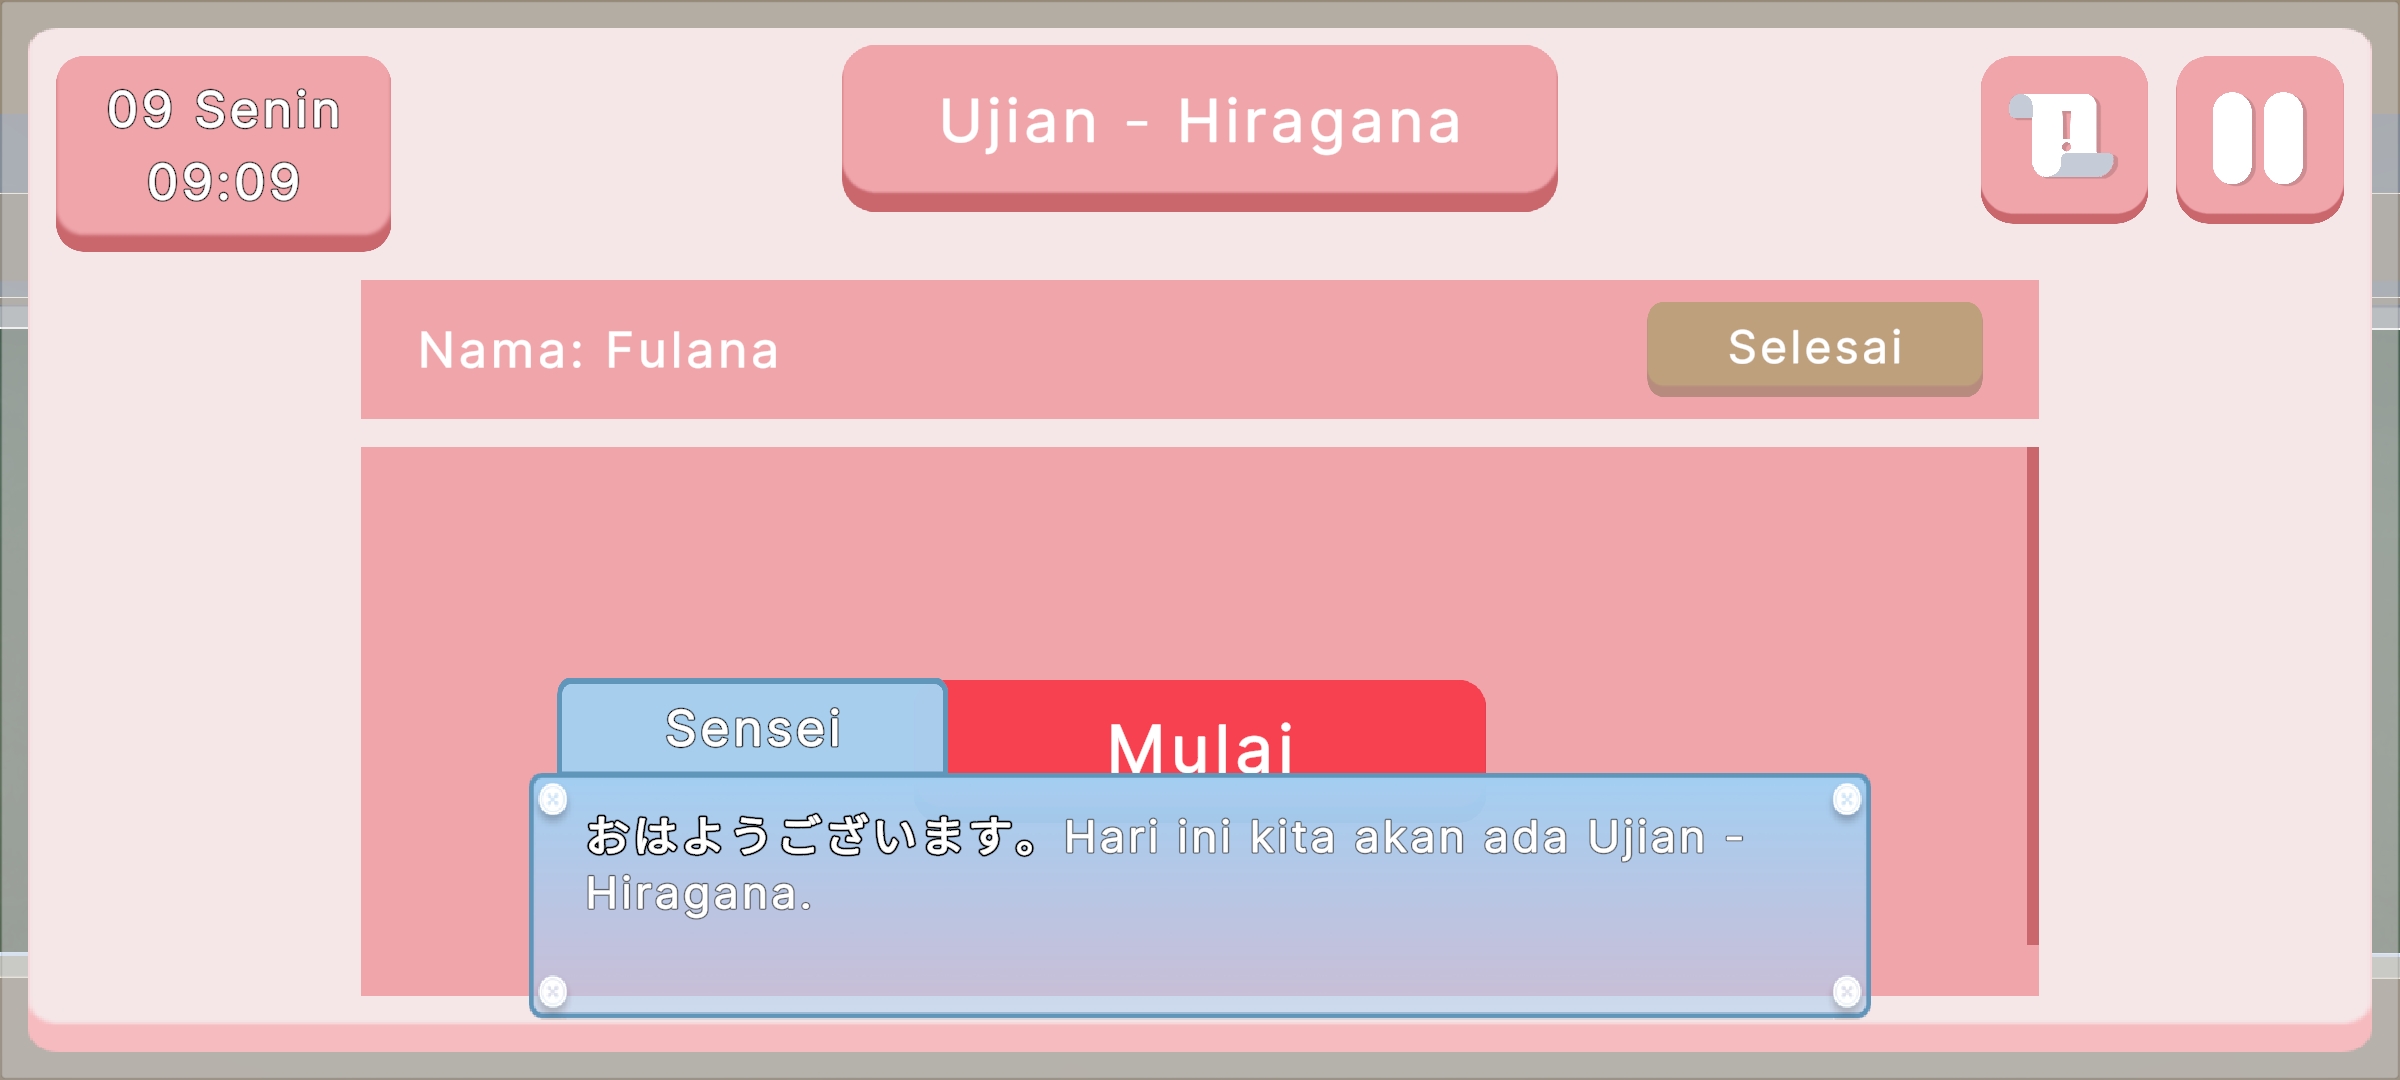 09 Senin
09:09
Ujian - Hiragana
Nama: Fulana
Selesai
Mulai
Sensei
おはようございます。Hari ini kita akan ada Ujian -
Hiragana.